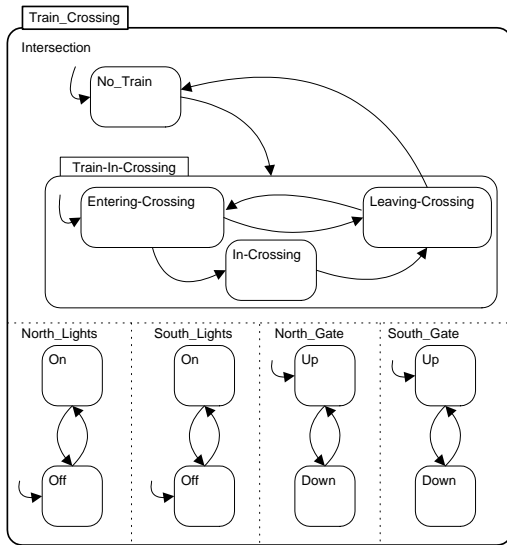 Train_Crossing
Intersection
No_Train
Train-In-Crossing
Entering-Crossing
Leaving-Crossing
In-Crossing
North_Lights
South_Lights
North_Gate
South_Gate
On
On
Up
Up
Off
Off
Down
Down